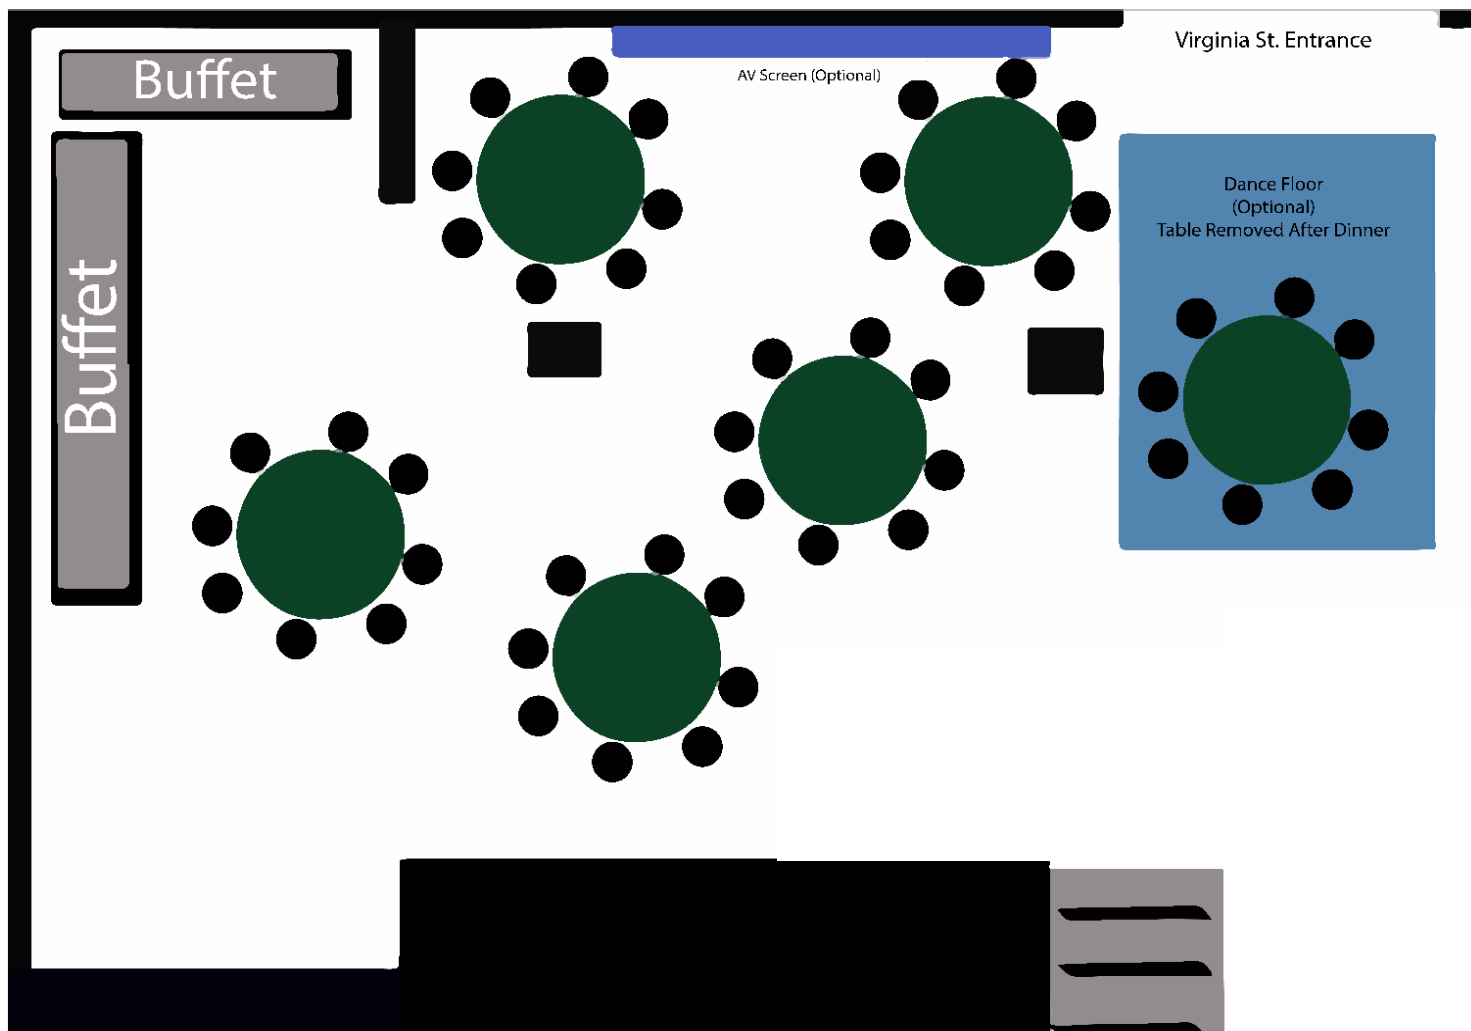 Buffet
Virginia St. Entrance
AV Screen (Optional)
Dance Floor
(Optional)
Table Removed After Dinner
Buffet